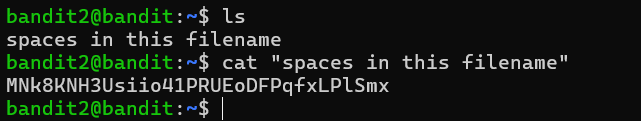 bandit2@bandit:~$ ls
spaces in this filename
bandit2@bandit:~$ cat "spaces in this filename"
MNk8KNH3Usiio41PRUEoDFPqfxLPlSmx
bandit2@bandit:~$